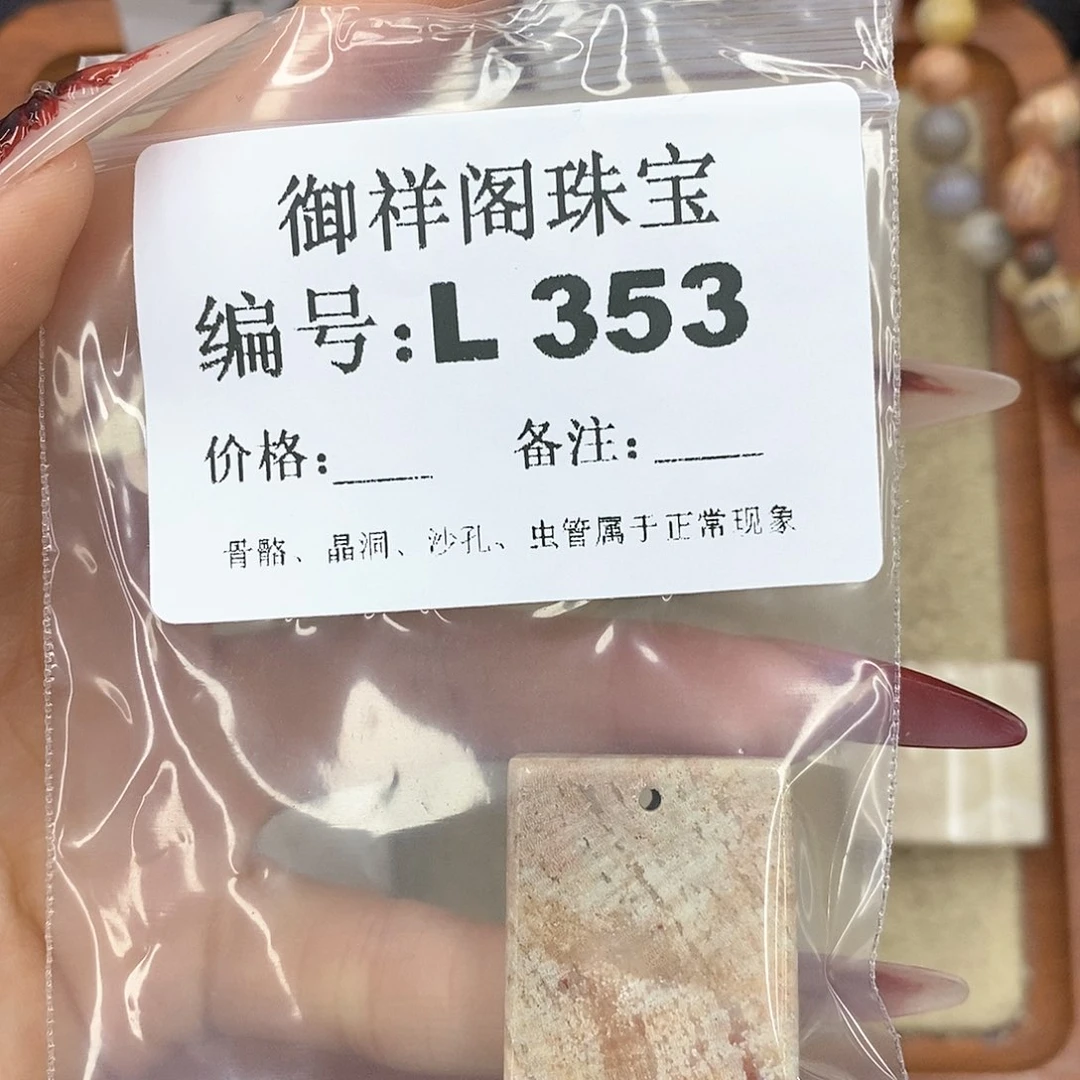 御祥阁珠宝
编号:L 353
价格:____ 备注:____
骨骼、晶洞、沙孔、虫管属于正常现象